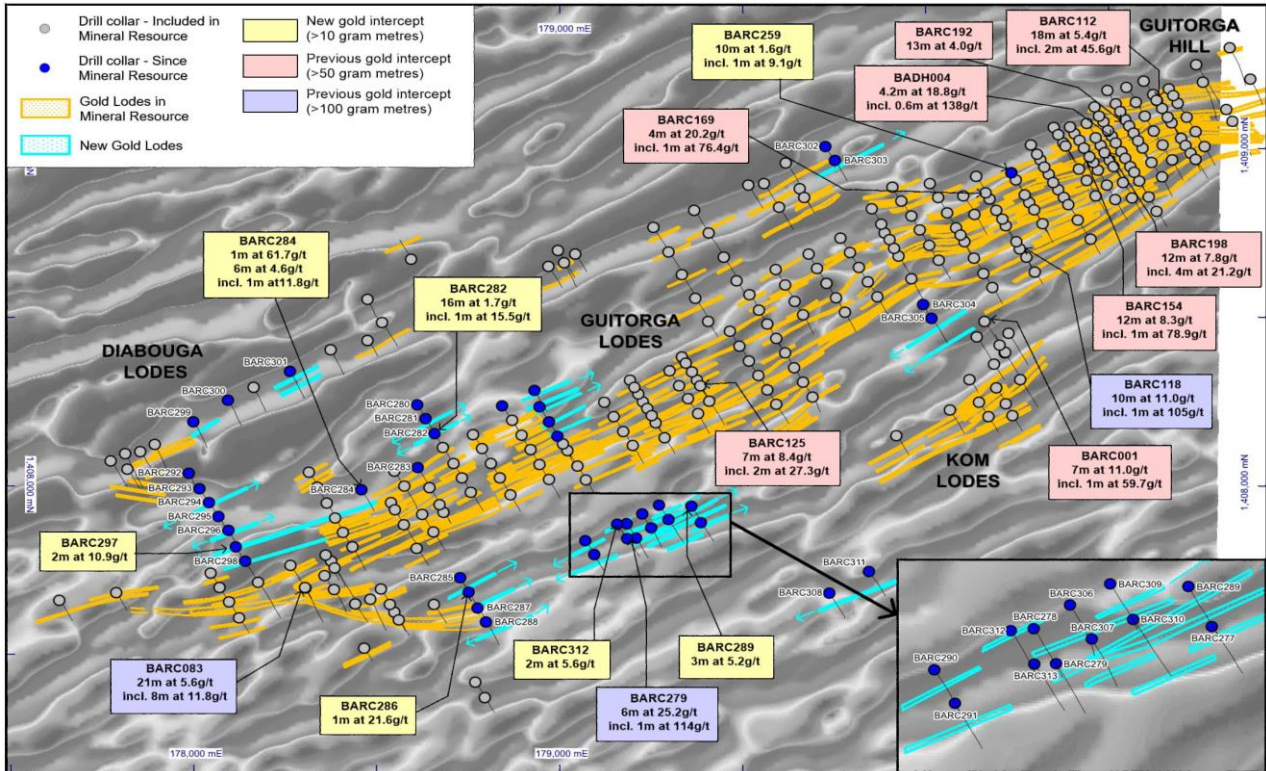 Drill collar - Included in
Mineral Resource
Drill collar - Since
Mineral Resource
Gold Lodes in
Mineral Resource
New Gold Lodes
New gold intercept
(>10 gram metres)
Previous gold intercept
(>50 gram metres)
Previous gold intercept
(>100 gram metres)
179,000 mE
BARC259
10m at 1.6g/t
incl. 1m at 9.1g/t
BARC192
13m at 4.0g/t
BARC112
18m at 5.4g/t
incl. 2m at 45.6g/t
GUITORGA
HILL
BADH004
4.2m at 18.8g/t
incl. 0.6m at 138g/t
BARC169
4m at 20.2g/t
incl. 1m at 76.4g/t
BARC302
BARC303
1,409,000 mN
BARC284
1m at 61.7g/t
6m at 4.6g/t
incl. 1m at11.8g/t
BARC282
16m at 1.7g/t
incl. 1m at 15.5g/t
BARC198
12m at 7.8g/t
incl. 4m at 21.2g/t
BARC304
BARC305
BARC154
12m at 8.3g/t
incl. 1m at 78.9g/t
GUITORGA
LODES
DIABOUGA
LODES
BARC301
BARC300
BARC299
BARC280
BARC281
BARC282
BARC118
10m at 11.0g/t
incl. 1m at 105g/t
BARC125
7m at 8.4g/t
incl. 2m at 27.3g/t
KOM
LODES
BARC001
7m at 11.0g/t
incl. 1m at 59.7g/t
1,408,000 mN
1,408,000 mN
BARC283
BARC284
BARC292
BARC293
BARC294
BARC295
BARC296
BARC298
BARC297
2m at 10.9g/t
BARC285
BARC287
BARC288
BARC311
BARC308
BARC083
21m at 5.6g/t
incl. 8m at 11.8g/t
BARC286
1m at 21.6g/t
BARC312
2m at 5.6g/t
BARC279
6m at 25.2g/t
incl. 1m at 114g/t
BARC289
3m at 5.2g/t
178,000 mE
179,000 mE
BARC309
BARC289
BARC306
BARC278
BARC310
BARC312
BARC307
BARC277
BARC290
BARC279
BARC313
BARC291